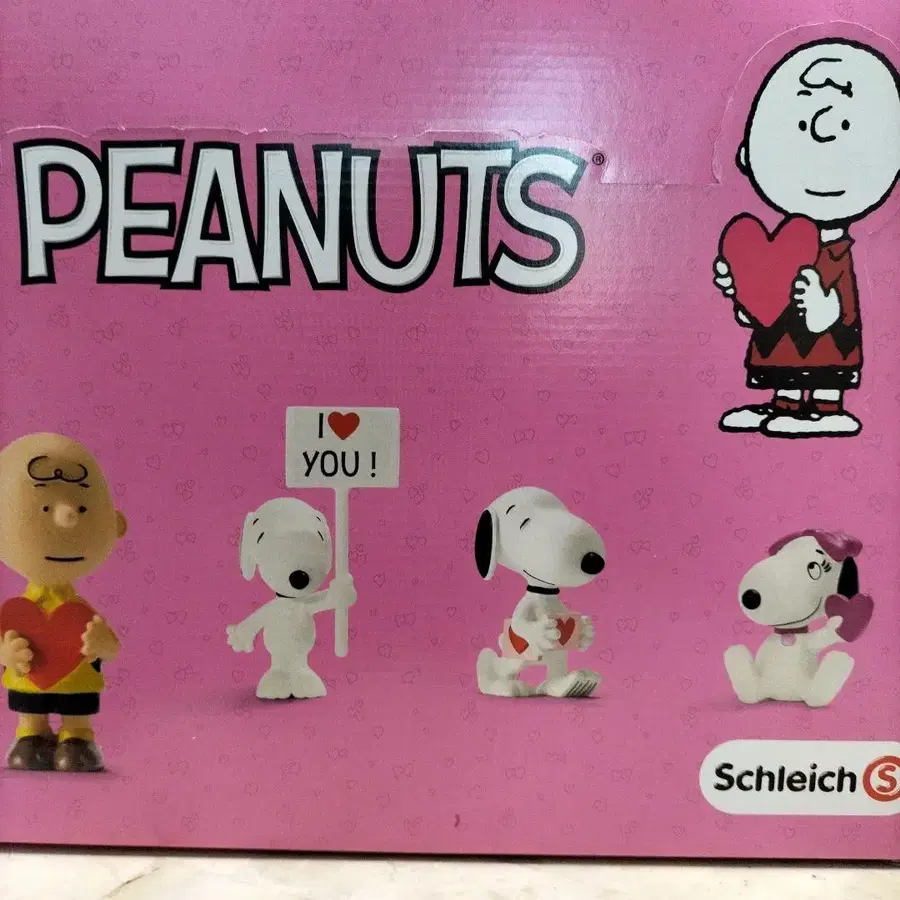 PEANUTS®
I ❤
YOU !
Schleich S